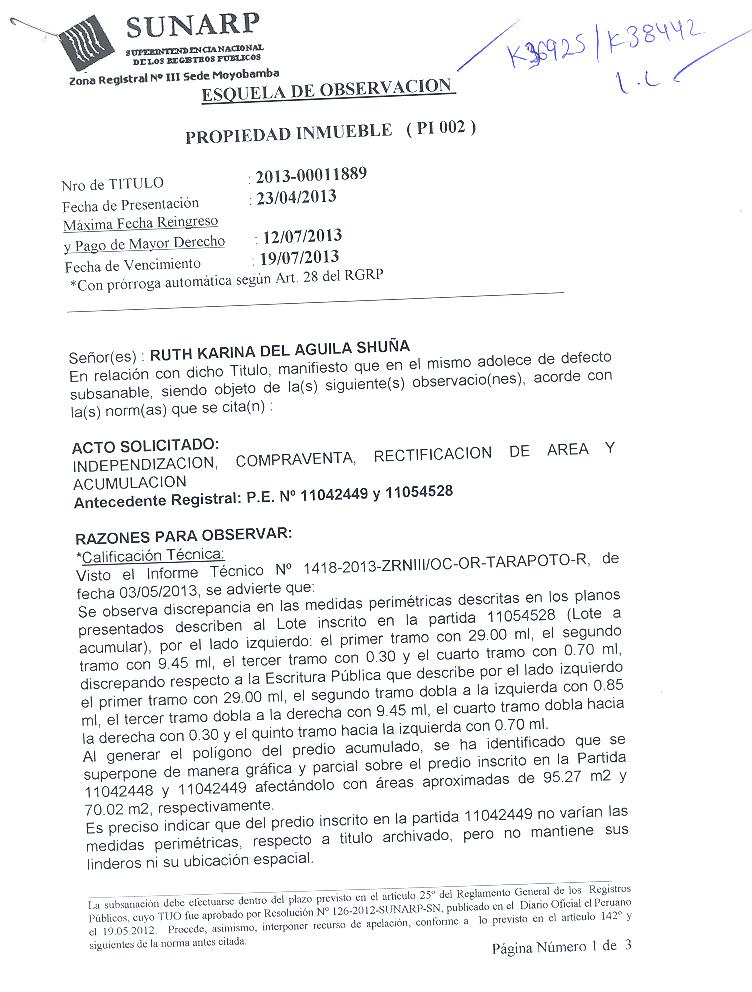 SUNARP
SUPERINTENDENCIA NACIONAL
DE LOS REGISTROS PUBLICOS
Zona Registral Nº III Sede Moyobamba
K36925/K38442
L.L
ESQUELA DE OBSERVACION
PROPIEDAD INMUEBLE ( PI 002 )
Nro de TITULO : 2013-00011889
Fecha de Presentación : 23/04/2013
Máxima Fecha Reingreso
y Pago de Mayor Derecho : 12/07/2013
Fecha de Vencimiento : 19/07/2013
*Con prórroga automática según Art. 28 del RGRP
Señor(es) : RUTH KARINA DEL AGUILA SHUÑA
En relación con dicho Titulo, manifiesto que en el mismo adolece de defecto
subsanable, siendo objeto de la(s) siguiente(s) observacio(nes), acorde con
la(s) norm(as) que se cita(n) :
ACTO SOLICITADO:
INDEPENDIZACION, COMPRAVENTA, RECTIFICACION DE AREA Y
ACUMULACION
Antecedente Registral: P.E. Nº 11042449 y 11054528
RAZONES PARA OBSERVAR:
*Calificación Técnica:
Visto el Informe Técnico Nº 1418-2013-ZRNIII/OC-OR-TARAPOTO-R, de
fecha 03/05/2013, se advierte que:
Se observa discrepancia en las medidas perimétricas descritas en los planos
presentados describen al Lote inscrito en la partida 11054528 (Lote a
acumular), por el lado izquierdo: el primer tramo con 29.00 ml, el segundo
tramo con 9.45 ml, el tercer tramo con 0.30 y el cuarto tramo con 0.70 ml,
discrepando respecto a la Escritura Pública que describe por el lado izquierdo
el primer tramo con 29.00 ml, el segundo tramo dobla a la izquierda con 0.85
ml, el tercer tramo dobla a la derecha con 9.45 ml, el cuarto tramo dobla hacia
la derecha con 0.30 y el quinto tramo hacia la izquierda con 0.70 ml.
Al generar el polígono del predio acumulado, se ha identificado que se
superpone de manera gráfica y parcial sobre el predio inscrito en la Partida
11042448 y 11042449 afectándolo con áreas aproximadas de 95.27 m2 y
70.02 m2, respectivamente.
Es preciso indicar que del predio inscrito en la partida 11042449 no varían las
medidas perimétricas, respecto a titulo archivado, pero no mantiene sus
linderos ni su ubicación espacial.
La subsanación debe efectuarse dentro del plazo previsto en el articulo 25º del Reglamento General de los Registros
Públicos, cuyo TUO fue aprobado por Resolución Nº 126-2012-SUNARP-SN, publicado en el Diario Oficial el Peruano
el 19.05.2012. Procede, asimismo, interponer recurso de apelación, conforme a lo previsto en el artículo 142º y
siguientes de la norma antes citada.
Página Número 1 de 3